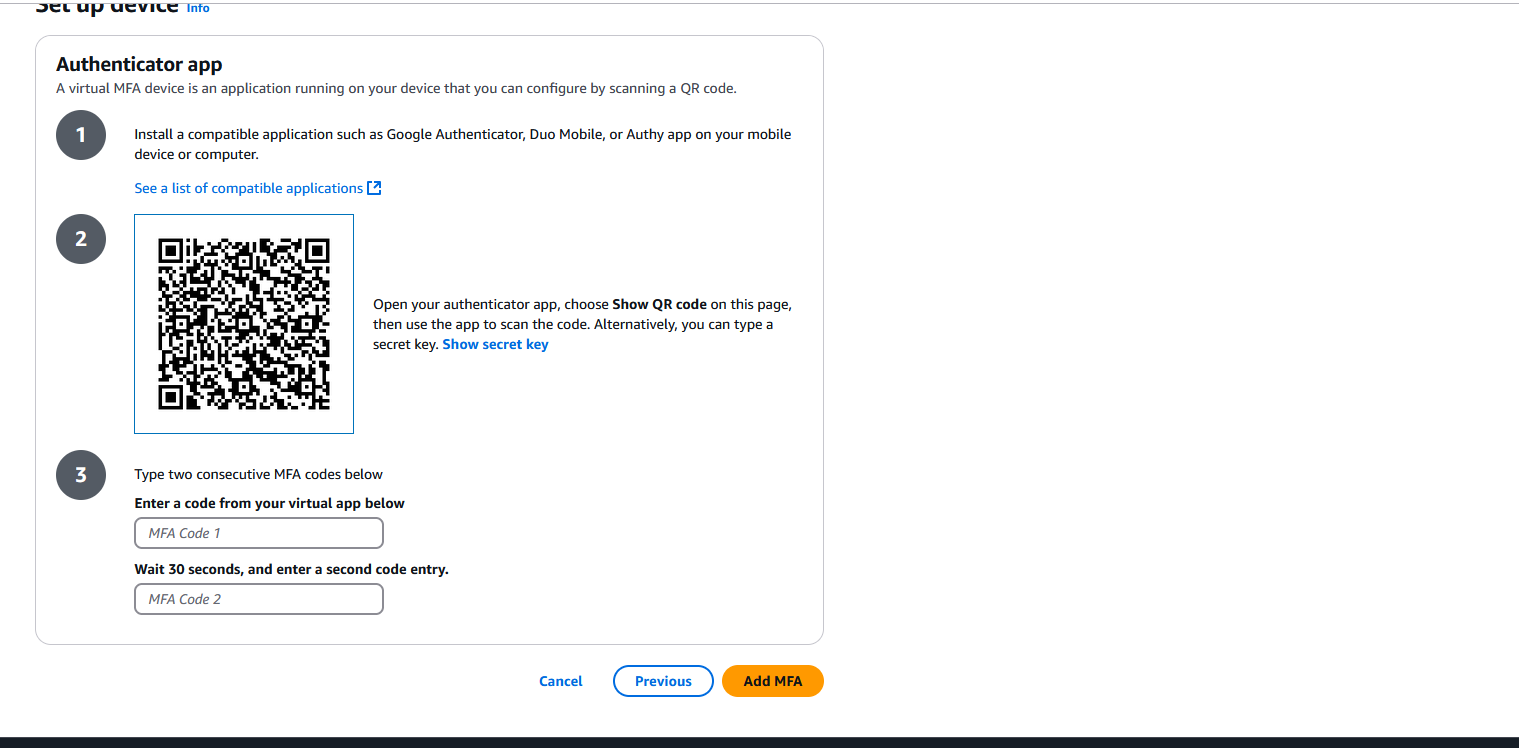 Set up device Info
Authenticator app
A virtual MFA device is an application running on your device that you can configure by scanning a QR code.
1
Install a compatible application such as Google Authenticator, Duo Mobile, or Authy app on your mobile
device or computer.
See a list of compatible applications
2
Open your authenticator app, choose Show QR code on this page,
then use the app to scan the code. Alternatively, you can type a
secret key. Show secret key
3
Type two consecutive MFA codes below
Enter a code from your virtual app below
MFA Code 1
Wait 30 seconds, and enter a second code entry.
MFA Code 2
Cancel
Previous
Add MFA